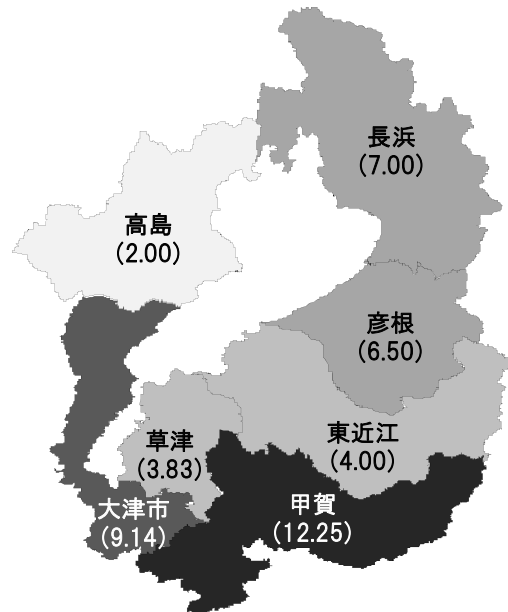 長浜
(7.00)
高島
(2.00)
彦根
(6.50)
東近江
(4.00)
草津
(3.83)
甲賀
(12.25)
大津市
(9.14)